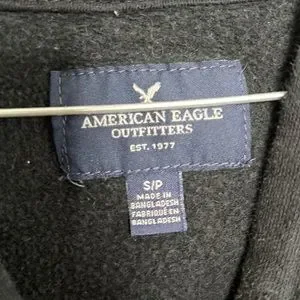 AMERICAN EAGLE
OUTFITTERS
EST. 1977
S/P
MADE IN
BANGLADESH
FABRIQUÉ EN
BANGLADESH